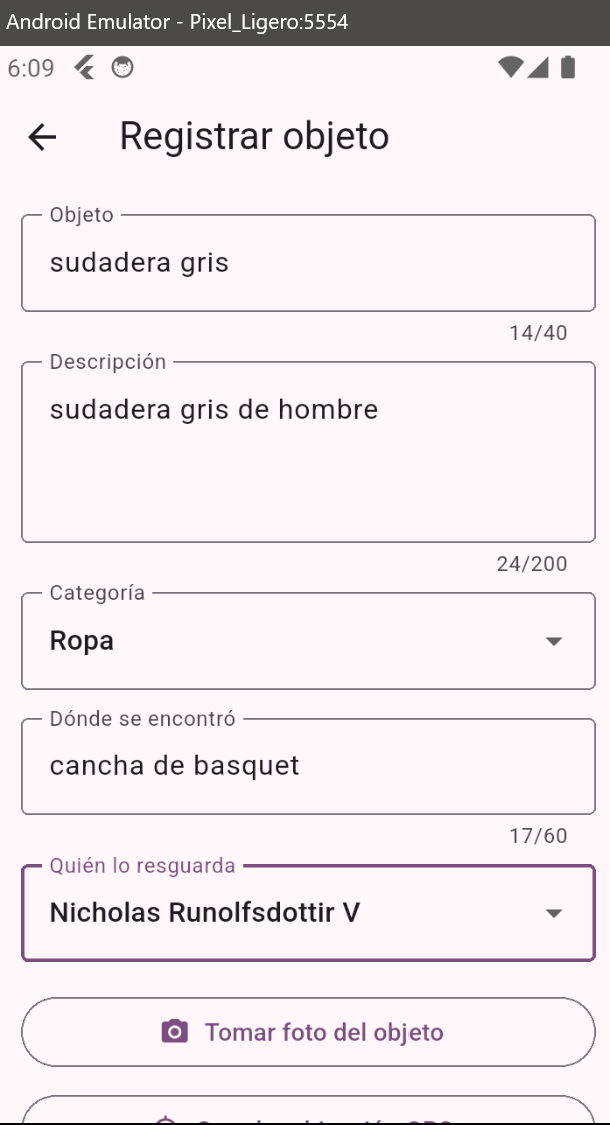 Android Emulator - Pixel_Ligero:5554
6:09
Registrar objeto
Objeto
sudadera gris
14/40
Descripción
sudadera gris de hombre
24/200
Categoría
Ropa
Dónde se encontró
cancha de basquet
17/60
Quién lo resguarda
Nicholas Runolfsdottir V
Tomar foto del objeto